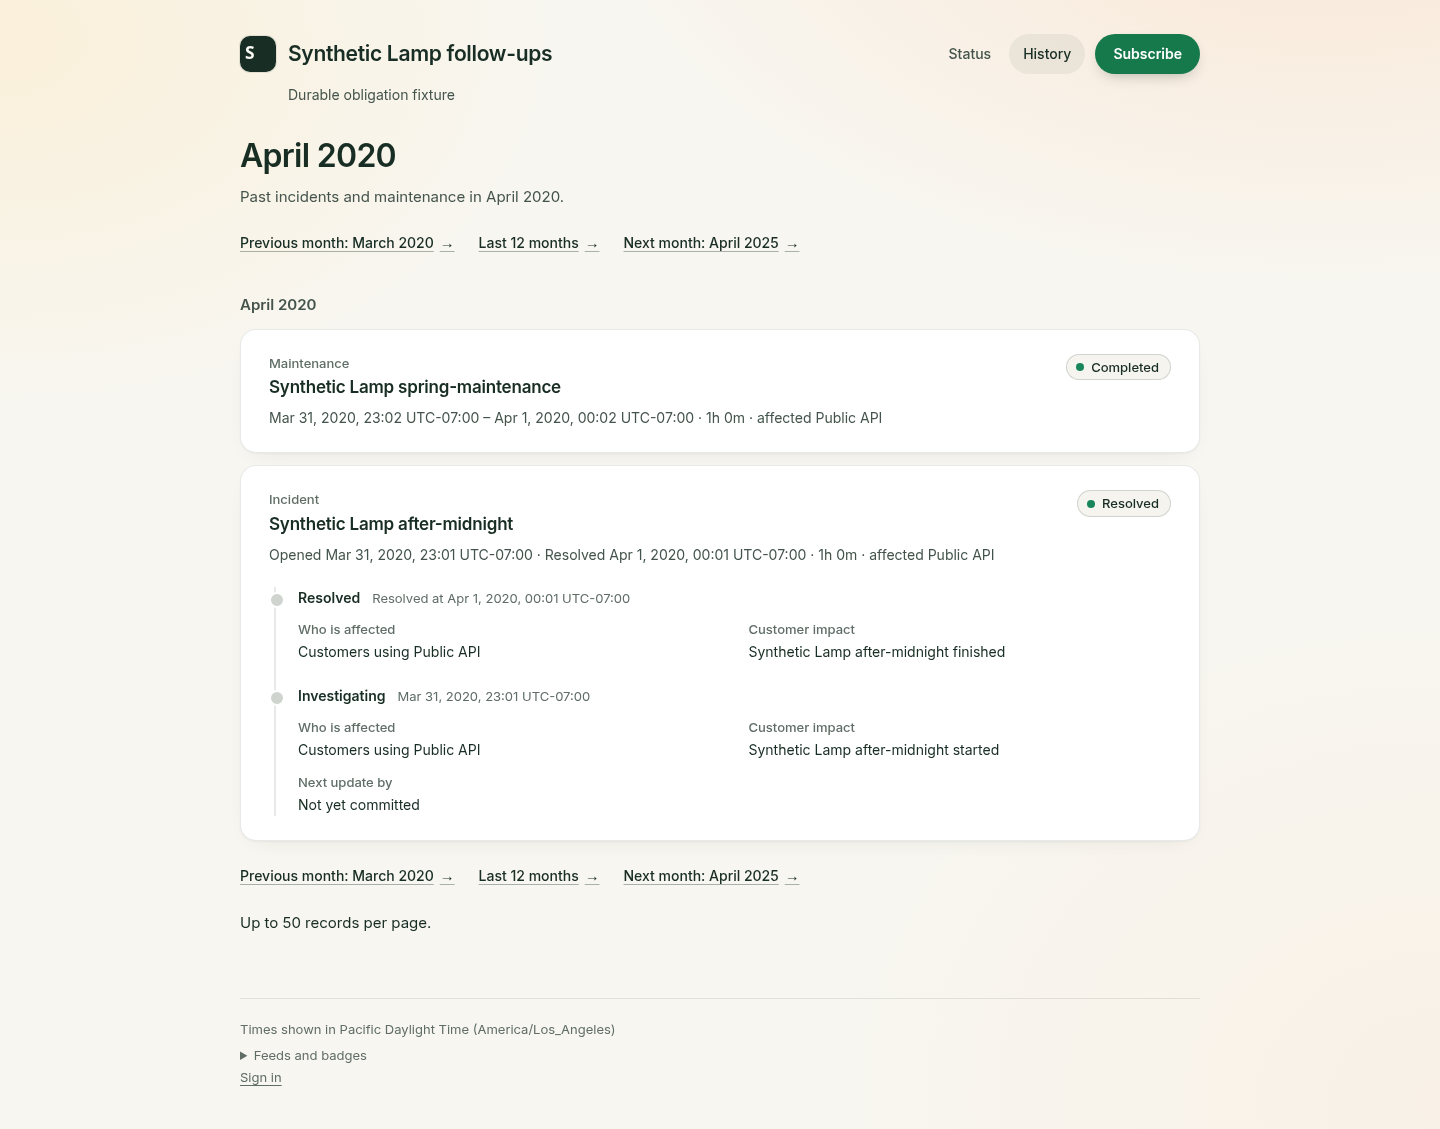 S
Synthetic Lamp follow-ups
Status
History
Subscribe
Durable obligation fixture
April 2020
Past incidents and maintenance in April 2020.
Previous month: March 2020 → Last 12 months → Next month: April 2025 →
April 2020
Maintenance
Completed
Synthetic Lamp spring-maintenance
Mar 31, 2020, 23:02 UTC-07:00 – Apr 1, 2020, 00:02 UTC-07:00 · 1h 0m · affected Public API
Incident
Resolved
Synthetic Lamp after-midnight
Opened Mar 31, 2020, 23:01 UTC-07:00 · Resolved Apr 1, 2020, 00:01 UTC-07:00 · 1h 0m · affected Public API
Resolved Resolved at Apr 1, 2020, 00:01 UTC-07:00
Who is affected
Customers using Public API
Customer impact
Synthetic Lamp after-midnight finished
Investigating Mar 31, 2020, 23:01 UTC-07:00
Who is affected
Customers using Public API
Customer impact
Synthetic Lamp after-midnight started
Next update by
Not yet committed
Previous month: March 2020 → Last 12 months → Next month: April 2025 →
Up to 50 records per page.
Times shown in Pacific Daylight Time (America/Los_Angeles)
▶ Feeds and badges
Sign in